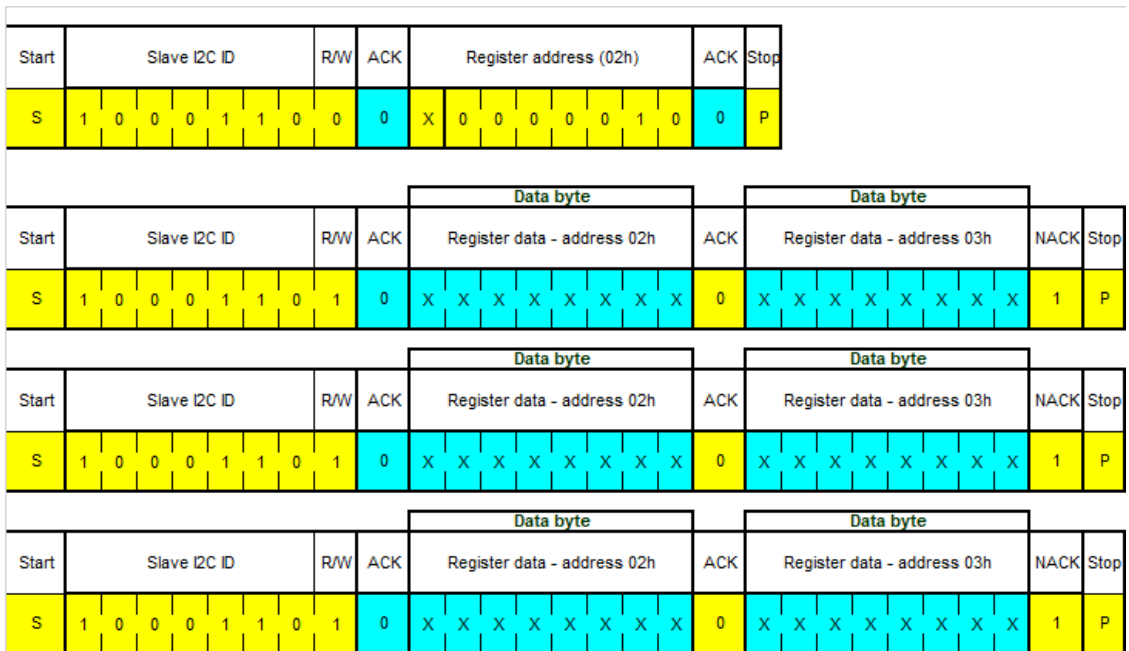 Start Slave I2C ID R/W ACK Register address (02h) ACK Stop
S 1 0 0 0 1 1 0 0 0 X 0 0 0 0 0 1 0 0 P
Data byte Data byte
Start Slave I2C ID R/W ACK Register data - address 02h ACK Register data - address 03h NACK Stop
S 1 0 0 0 1 1 0 1 0 X X X X X X X X 0 X X X X X X X X 1 P
Data byte Data byte
Start Slave I2C ID R/W ACK Register data - address 02h ACK Register data - address 03h NACK Stop
S 1 0 0 0 1 1 0 1 0 X X X X X X X X 0 X X X X X X X X 1 P
Data byte Data byte
Start Slave I2C ID R/W ACK Register data - address 02h ACK Register data - address 03h NACK Stop
S 1 0 0 0 1 1 0 1 0 X X X X X X X X 0 X X X X X X X X 1 P